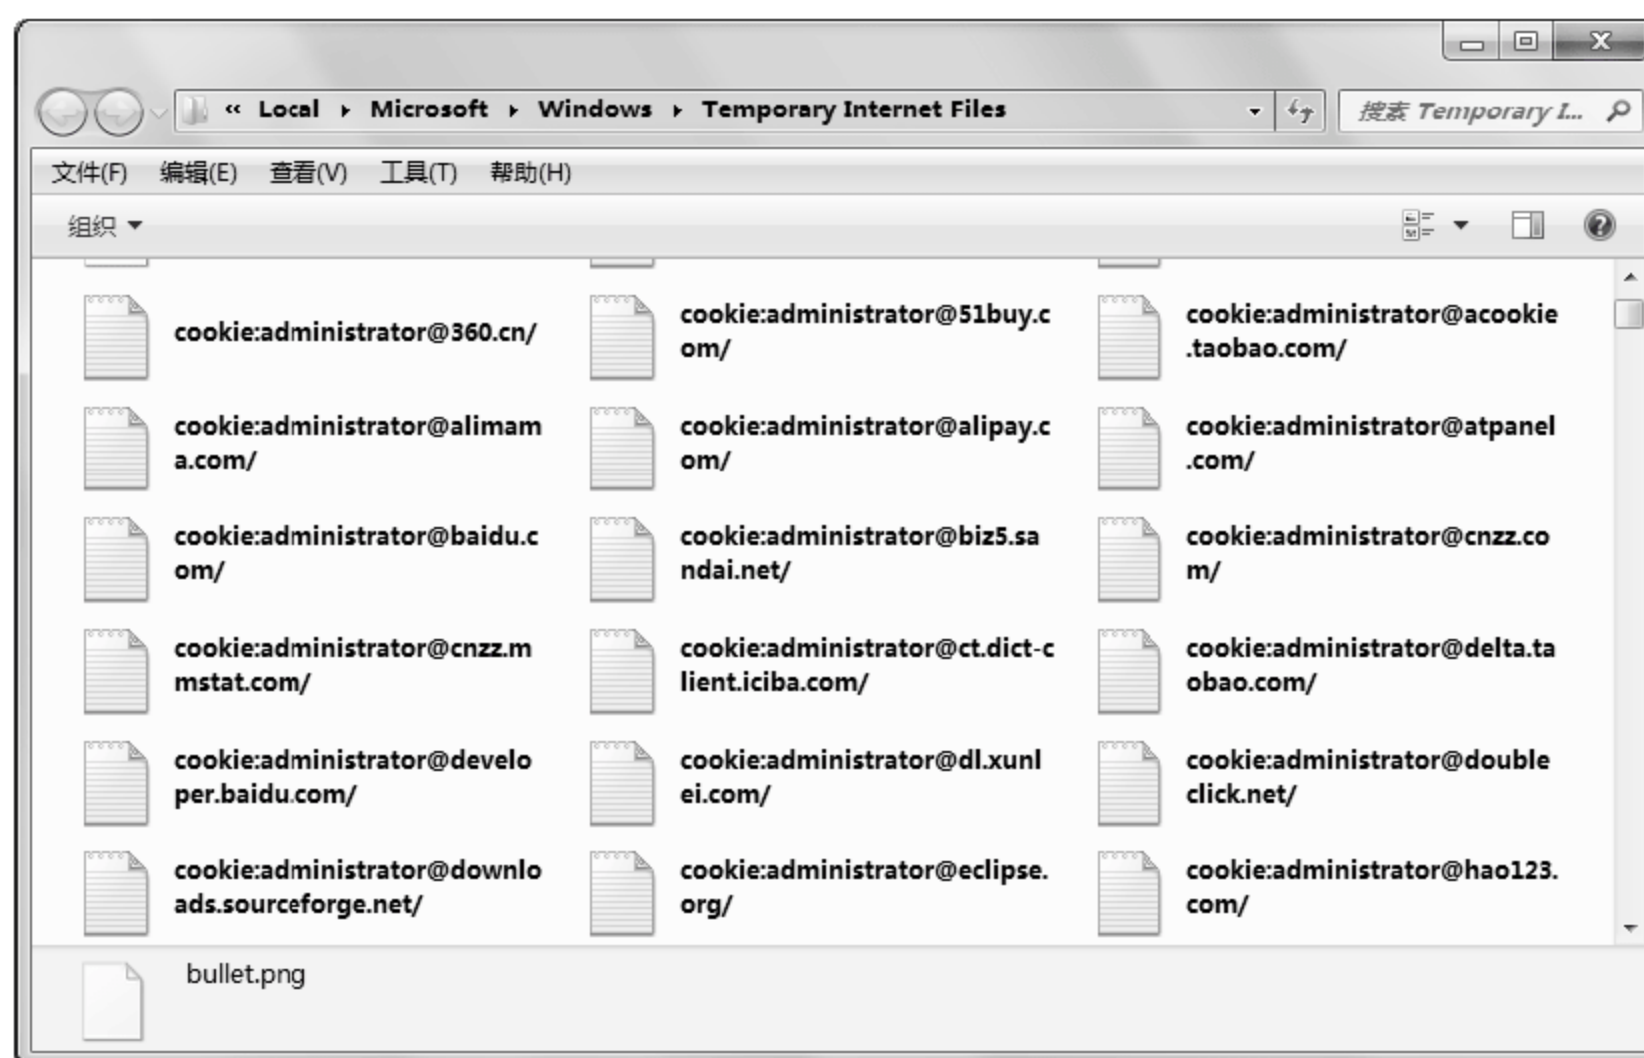 « Local ▸ Microsoft ▸ Windows ▸ Temporary Internet Files
搜索 Temporary I...
文件(F) 编辑(E) 查看(V) 工具(T) 帮助(H)
组织
cookie:administrator@360.cn/
cookie:administrator@51buy.c
om/
cookie:administrator@acookie
.taobao.com/
cookie:administrator@alimam
a.com/
cookie:administrator@alipay.c
om/
cookie:administrator@atpanel
.com/
cookie:administrator@baidu.c
om/
cookie:administrator@biz5.sa
ndai.net/
cookie:administrator@cnzz.co
m/
cookie:administrator@cnzz.m
mstat.com/
cookie:administrator@ct.dict-c
lient.iciba.com/
cookie:administrator@delta.ta
obao.com/
cookie:administrator@develo
per.baidu.com/
cookie:administrator@dl.xunl
ei.com/
cookie:administrator@double
click.net/
cookie:administrator@downlo
ads.sourceforge.net/
cookie:administrator@eclipse.
org/
cookie:administrator@hao123.
com/
bullet.png